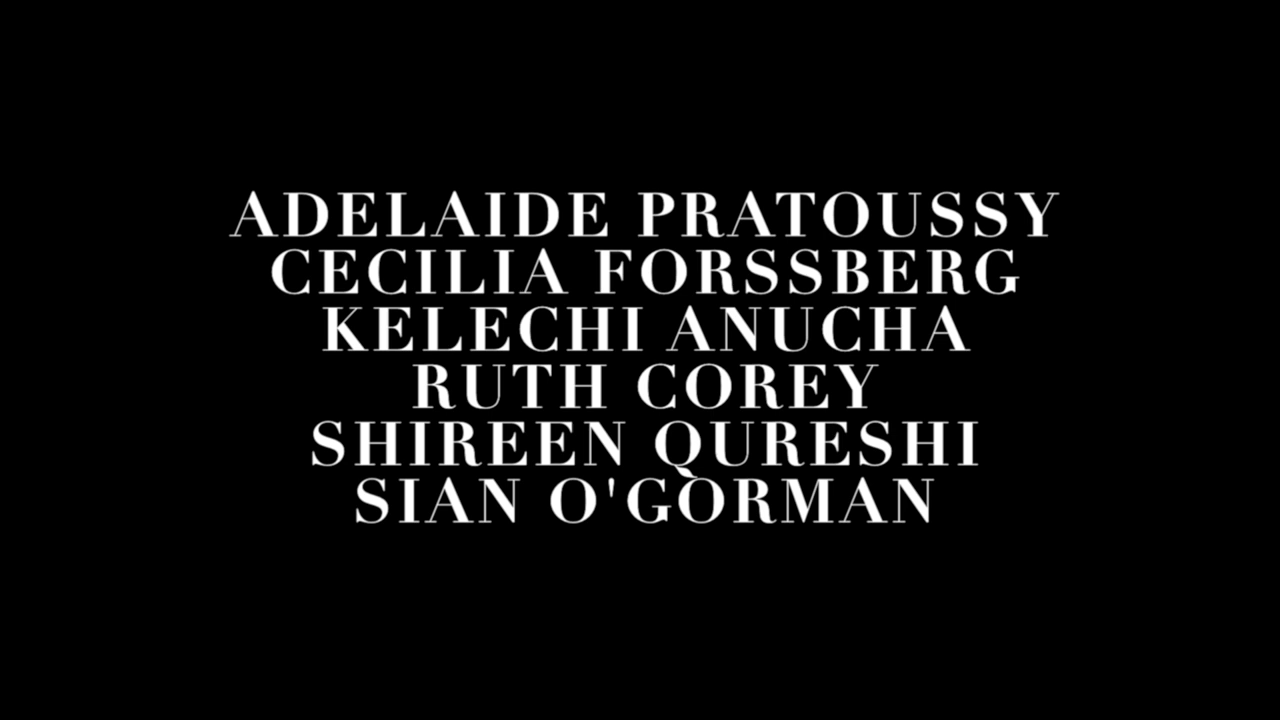 ADELAIDE PRATOUSSY
CECILIA FORSSBERG
KELECHI ANUCHA
RUTH COREY
SHIREEN QURESHI
SIAN O'GORMAN